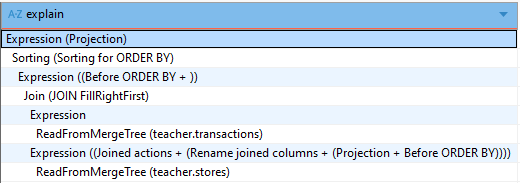 A-Z explain
Expression (Projection)
Sorting (Sorting for ORDER BY)
Expression ((Before ORDER BY + ))
Join (JOIN FillRightFirst)
Expression
ReadFromMergeTree (teacher.transactions)
Expression ((Joined actions + (Rename joined columns + (Projection + Before ORDER BY))))
ReadFromMergeTree (teacher.stores)